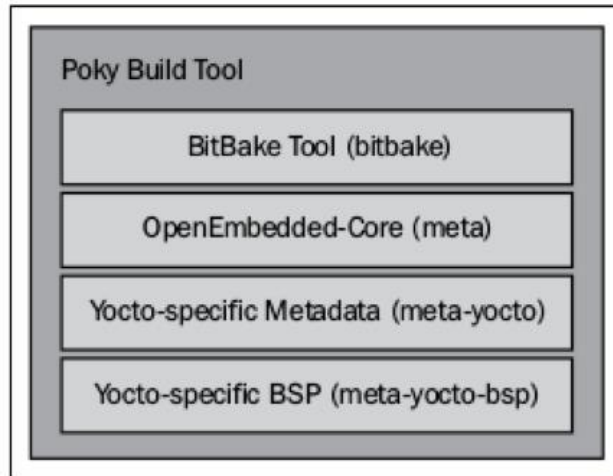 Poky Build Tool
BitBake Tool (bitbake)
OpenEmbedded-Core (meta)
Yocto-specific Metadata (meta-yocto)
Yocto-specific BSP (meta-yocto-bsp)